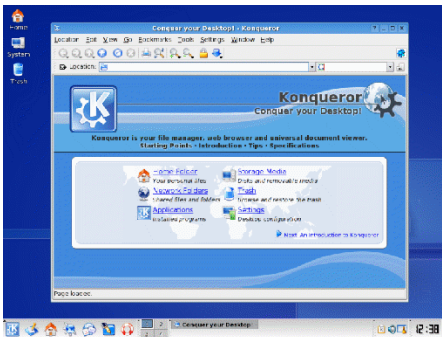 Home
Conquer your Desktop! - Konqueror
Location Edit View Go Bookmarks Tools Settings Window Help
System
Location:
Trash
Konqueror
Conquer your Desktop!
Konqueror is your file manager, web browser and universal document viewer.
Starting Points · Introduction · Tips · Specifications
Home Folder
Your personal files
Storage Media
Disks and removable media
Network Folders
Shared files and folders
Trash
Browse and restore the trash
Applications
Installed programs
Settings
Desktop configuration
Next: An Introduction to Konqueror
Page loaded.
1 2
Conquer your Desktop!
12:38